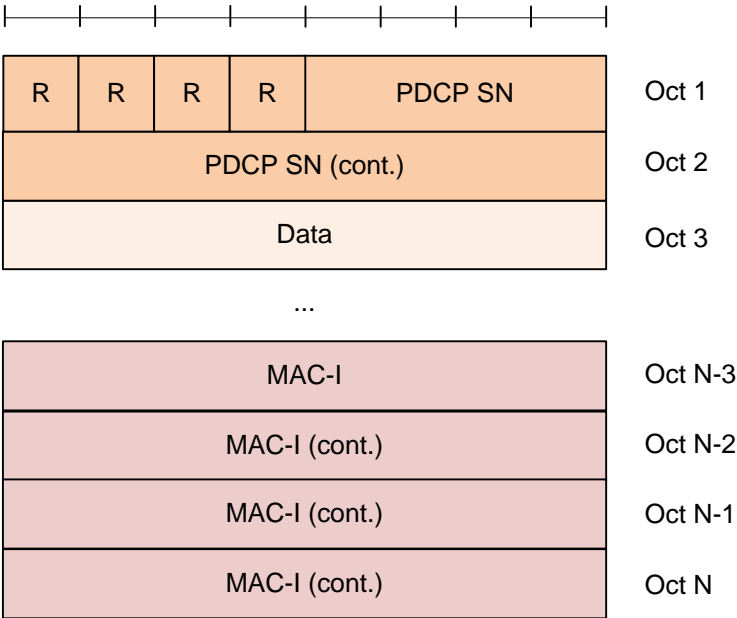 R R R R PDCP SN Oct 1
PDCP SN (cont.) Oct 2
Data Oct 3
...
MAC-I Oct N-3
MAC-I (cont.) Oct N-2
MAC-I (cont.) Oct N-1
MAC-I (cont.) Oct N